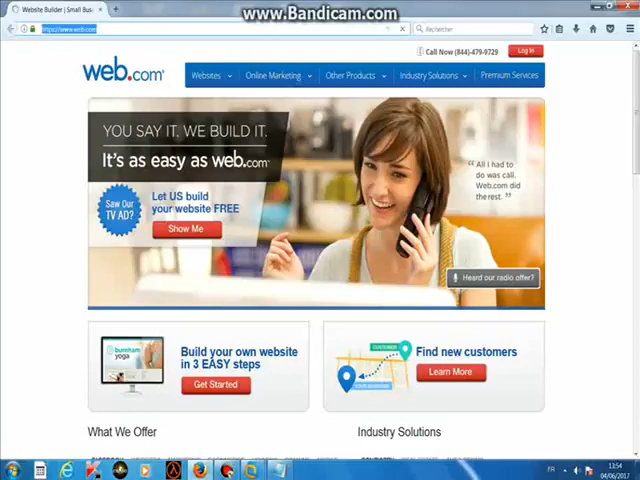 www.Bandicam.com
Website Builder | Small Bus
https://www.web.com
Rechercher
Call Now (844)-479-9729
Log In
web.com
Websites
Online Marketing
Other Products
Industry Solutions
Premium Services
YOU SAY IT. WE BUILD IT.
It's as easy as web.com
Saw Our
TV AD?
Let US build
your website FREE
Show Me
“ All I had to
do was call.
Web.com did
the rest. ”
Heard our radio offer?
burnham
yoga
Build your own website
in 3 EASY steps
Get Started
CUSTOMER
YOUR BUSINESS
Find new customers
Learn More
What We Offer
Industry Solutions
FR
13:54
04/06/2017